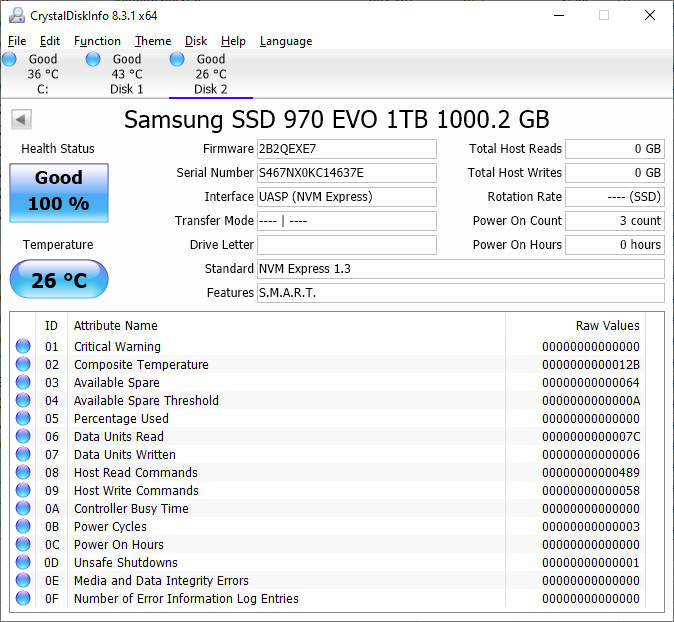 CrystalDiskInfo 8.3.1 x64
File Edit Function Theme Disk Help Language
Good Good Good
36 °C 43 °C 26 °C
C: Disk 1 Disk 2
Samsung SSD 970 EVO 1TB 1000.2 GB
Health Status
Good
100 %
Temperature
26 °C
Firmware 2B2QEXE7 Total Host Reads 0 GB
Serial Number S467NX0KC14637E Total Host Writes 0 GB
Interface UASP (NVM Express) Rotation Rate ---- (SSD)
Transfer Mode ---- | ---- Power On Count 3 count
Drive Letter Power On Hours 0 hours
Standard NVM Express 1.3
Features S.M.A.R.T.
ID Attribute Name Raw Values
01 Critical Warning 00000000000000
02 Composite Temperature 0000000000012B
03 Available Spare 00000000000064
04 Available Spare Threshold 0000000000000A
05 Percentage Used 00000000000000
06 Data Units Read 0000000000007C
07 Data Units Written 00000000000006
08 Host Read Commands 00000000000489
09 Host Write Commands 00000000000058
0A Controller Busy Time 00000000000000
0B Power Cycles 00000000000003
0C Power On Hours 00000000000000
0D Unsafe Shutdowns 00000000000001
0E Media and Data Integrity Errors 00000000000000
0F Number of Error Information Log Entries 00000000000000